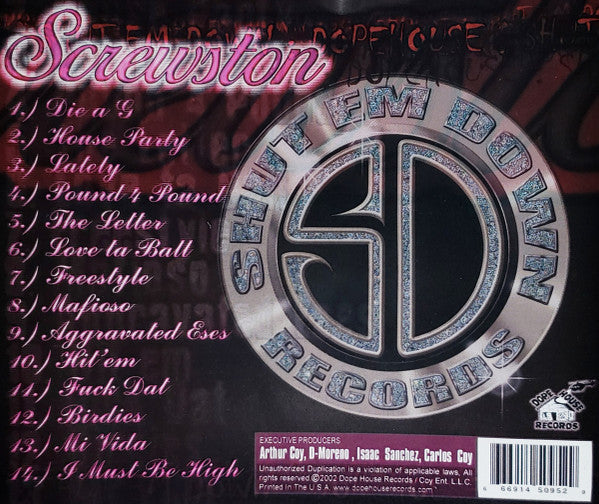 Screwston
1.) Die a G
2.) House Party
3.) Lately
4.) Pound 4 Pound
5.) The Letter
6.) Love ta Ball
7.) Freestyle
8.) Mafioso
9.) Aggravated Eses
10.) Hit'em
11.) Fuck Dat
12.) Birdies
13.) Mi Vida
14.) I Must Be High
SHUT EM DOWN
SD
RECORDS
DOPE HOUSE
RECORDS
EXECUTIVE PRODUCERS
Arthur Coy, D-Moreno , Isaac Sanchez, Carlos Coy
Unauthorized Duplication is a violation of applicable laws, All
rights reserved ©2002 Dope House Records / Coy Ent. L.L.C.
Printed In The U.S.A. www.dopehouserecords.com
6 66914 50952 9